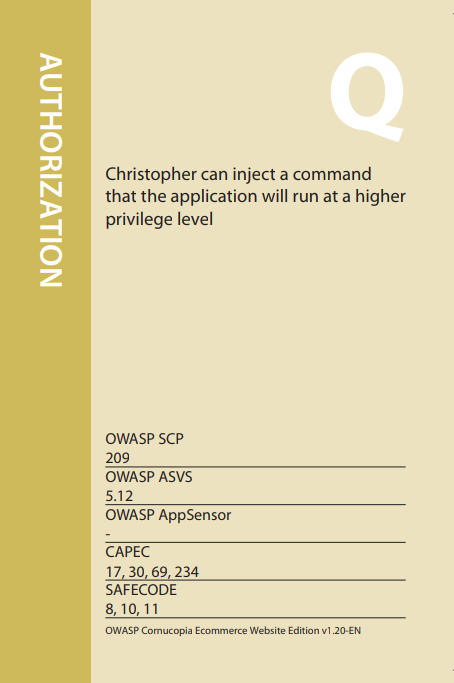 AUTHORIZATION
Q
Christopher can inject a command
that the application will run at a higher
privilege level
OWASP SCP
209
OWASP ASVS
5.12
OWASP AppSensor
-
CAPEC
17, 30, 69, 234
SAFECODE
8, 10, 11
OWASP Cornucopia Ecommerce Website Edition v1.20-EN